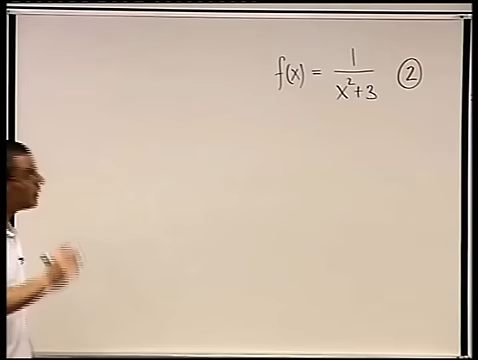 f(x) = 1/(x²+3) ②